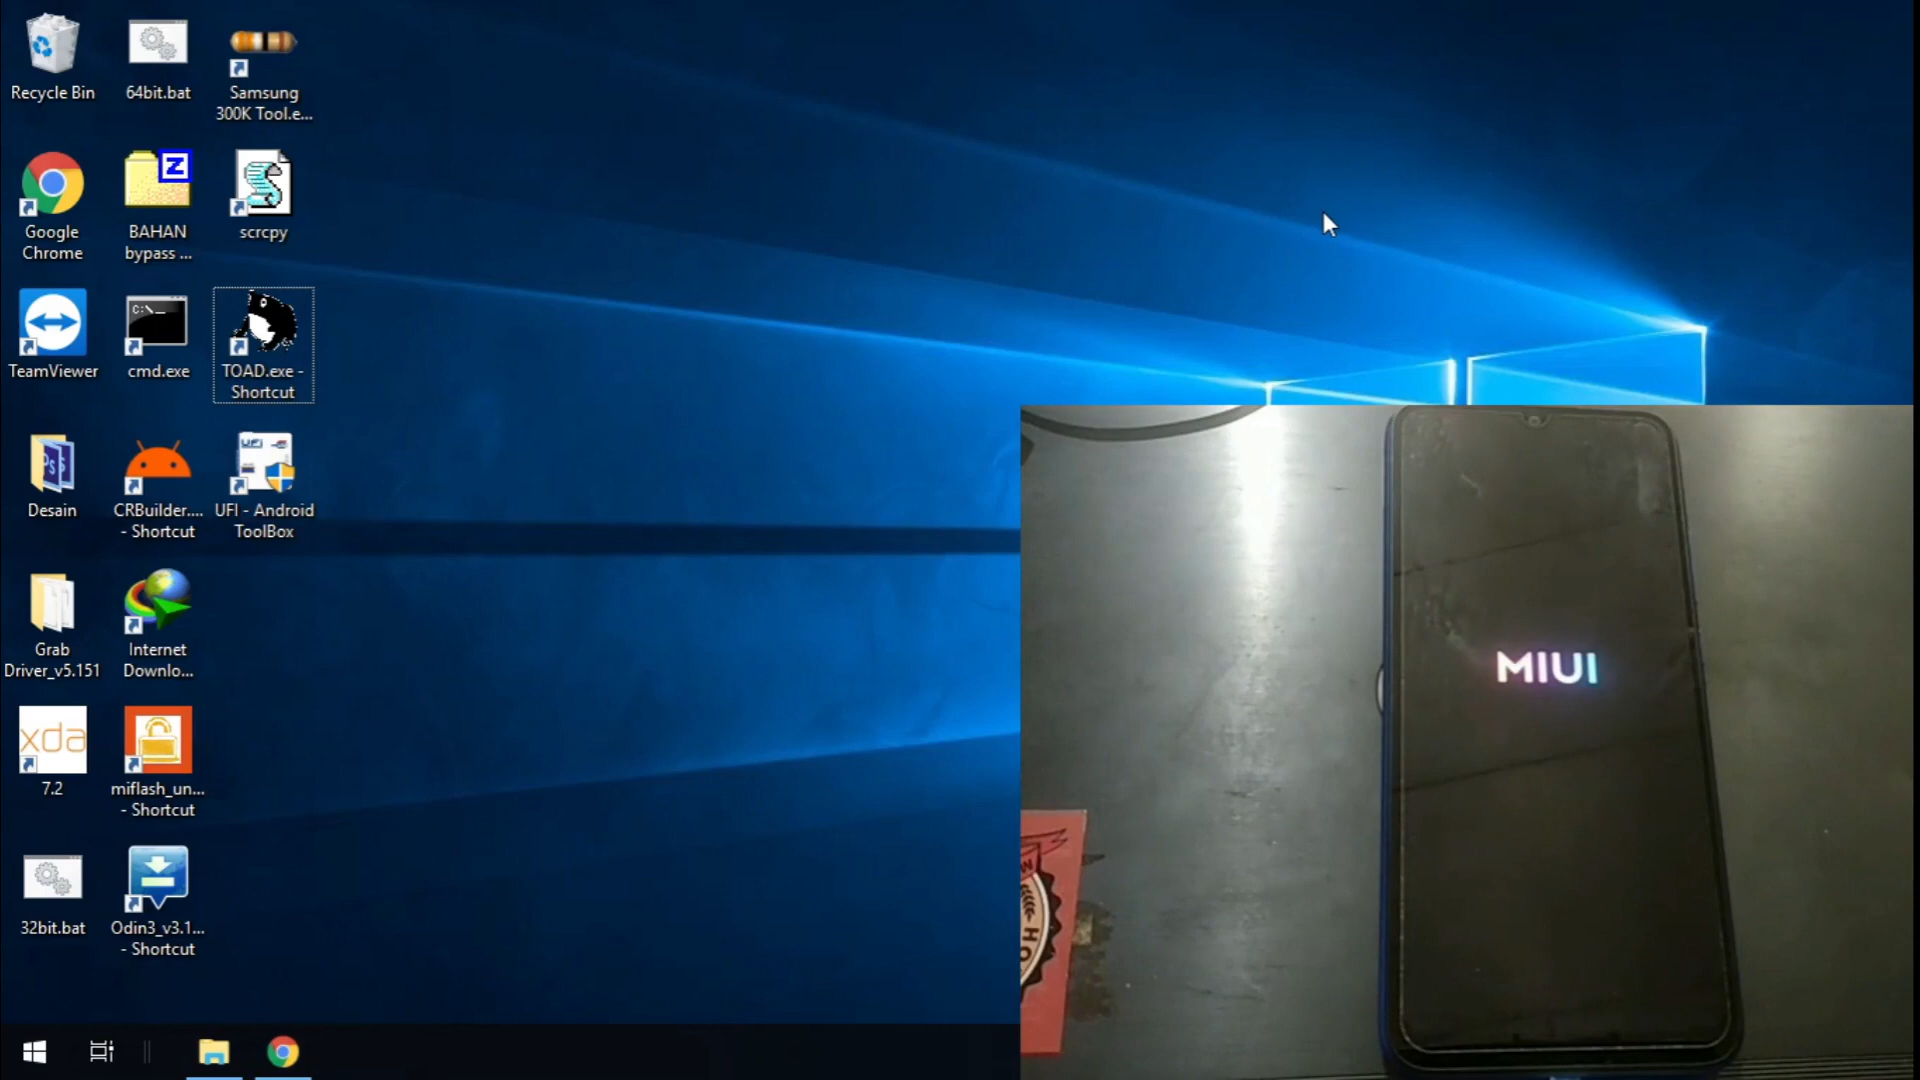 Recycle Bin
64bit.bat
Samsung
300K Tool.e...
Google
Chrome
Z
BAHAN
bypass ...
scrcpy
TeamViewer
C:\_
cmd.exe
TOAD.exe -
Shortcut
Ps
Desain
CRBuilder....
- Shortcut
UFI
UFI - Android
ToolBox
Grab
Driver_v5.151
Internet
Downlo...
xda
7.2
miflash_un...
- Shortcut
32bit.bat
Odin3_v3.1...
- Shortcut
MIUI